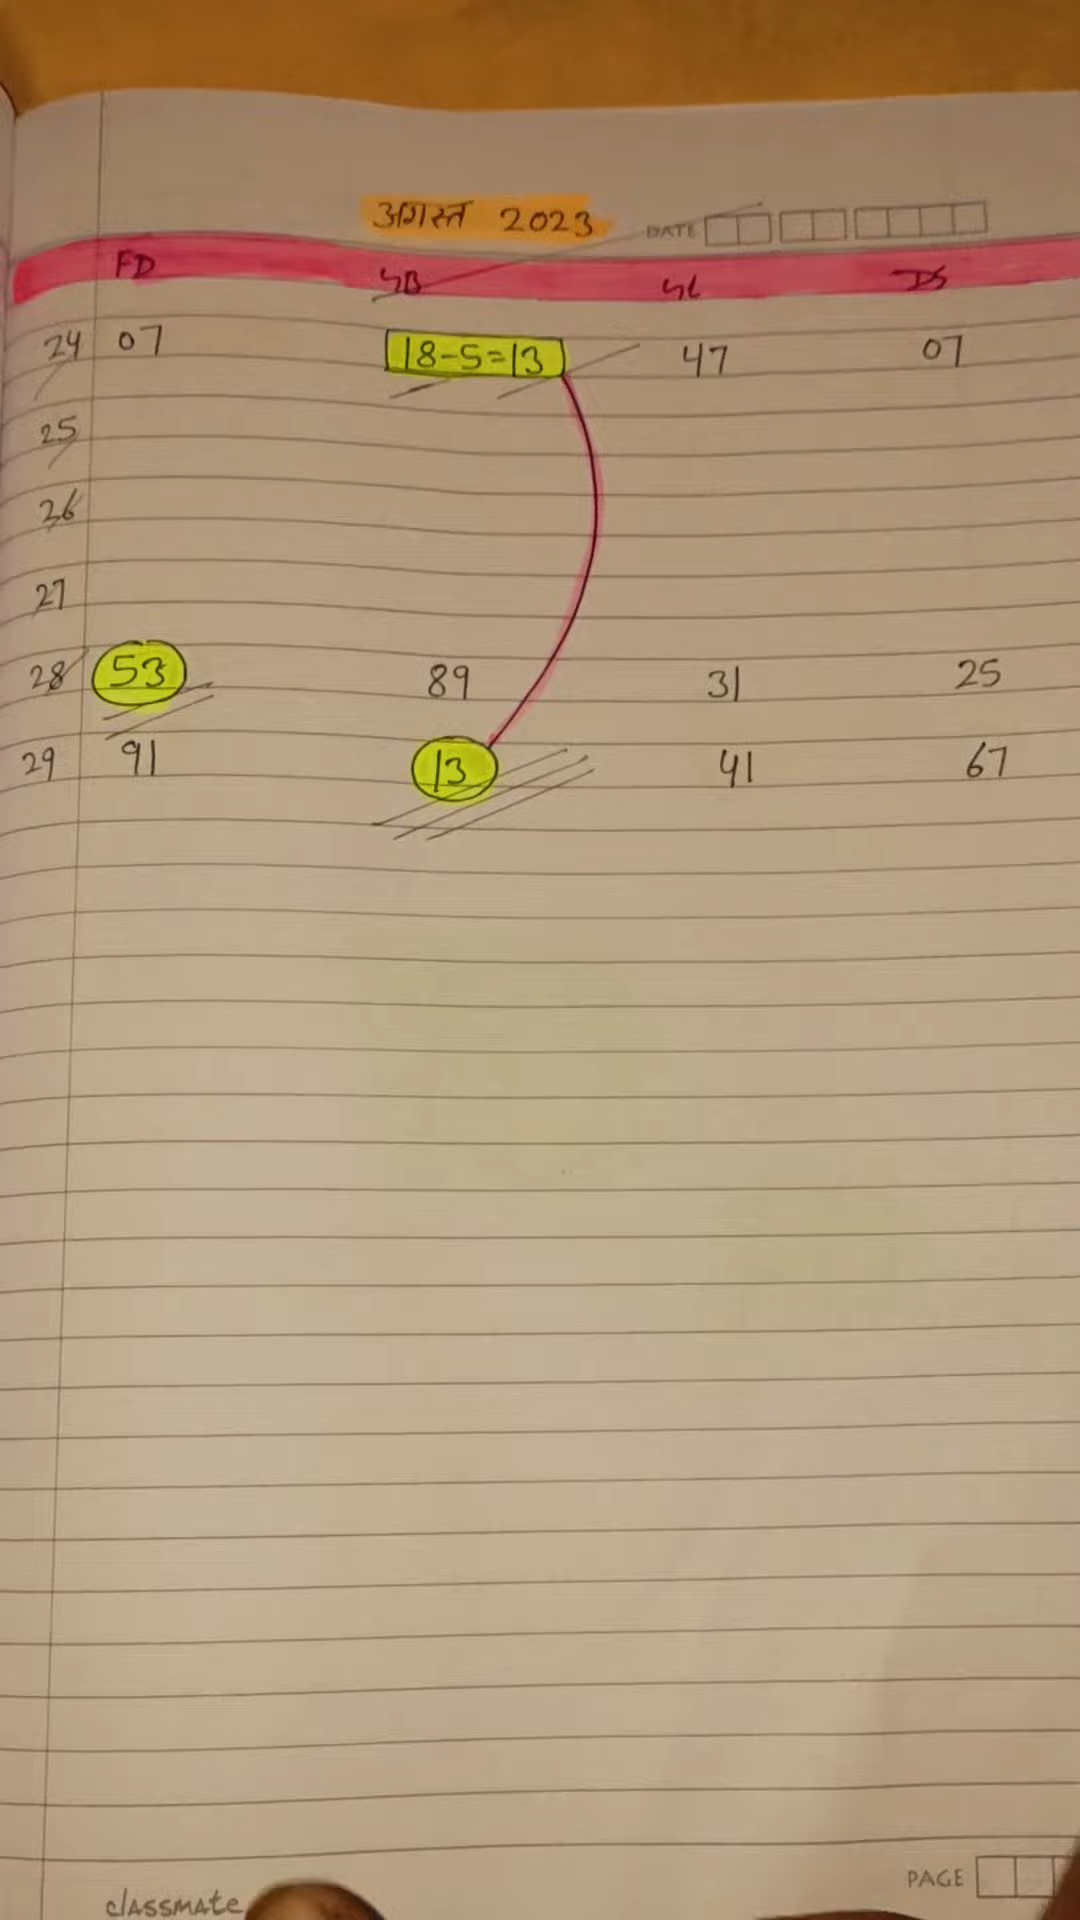 अगस्त 2023 DATE
FD GB GL DS
24 07 18-5=13 47 07
25
26
27
28 53 89 31 25
29 91 13 41 67
PAGE
classmate